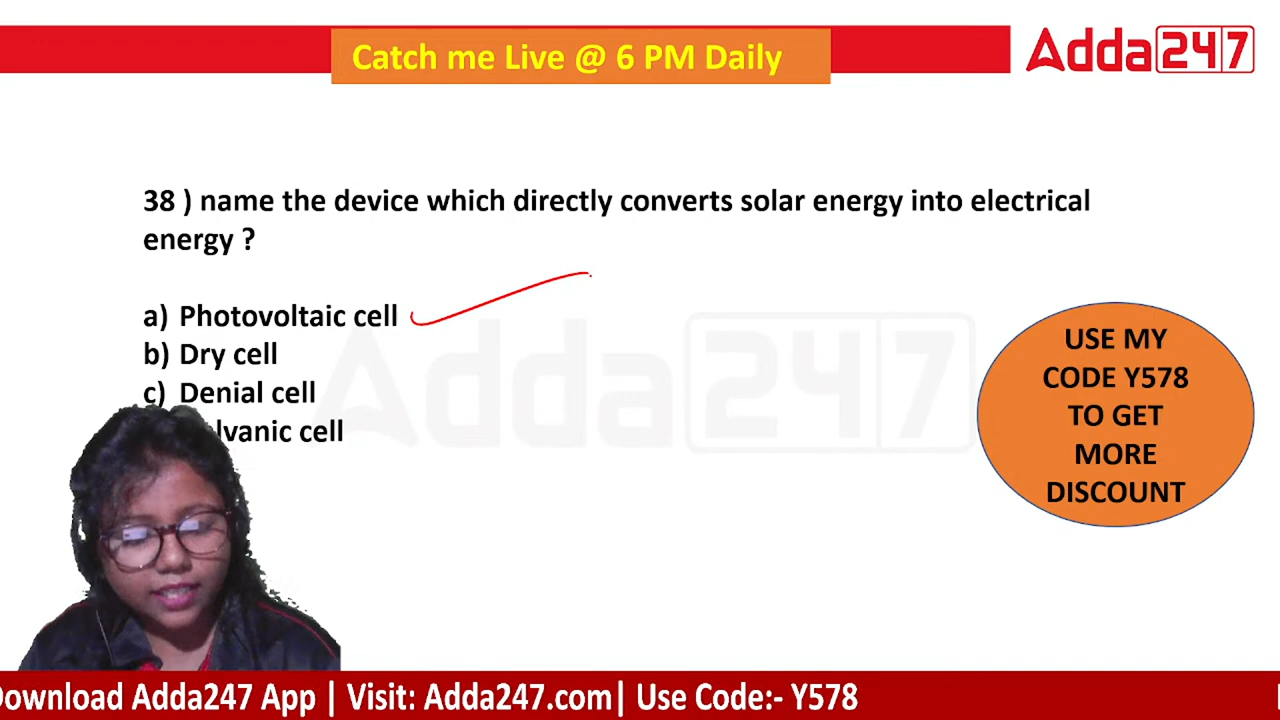 Catch me Live @ 6 PM Daily
Adda247
38 ) name the device which directly converts solar energy into electrical
energy ?
a) Photovoltaic cell
b) Dry cell
c) Denial cell
lvanic cell
Adda247
USE MY
CODE Y578
TO GET
MORE
DISCOUNT
Download Adda247 App | Visit: Adda247.com| Use Code:- Y578